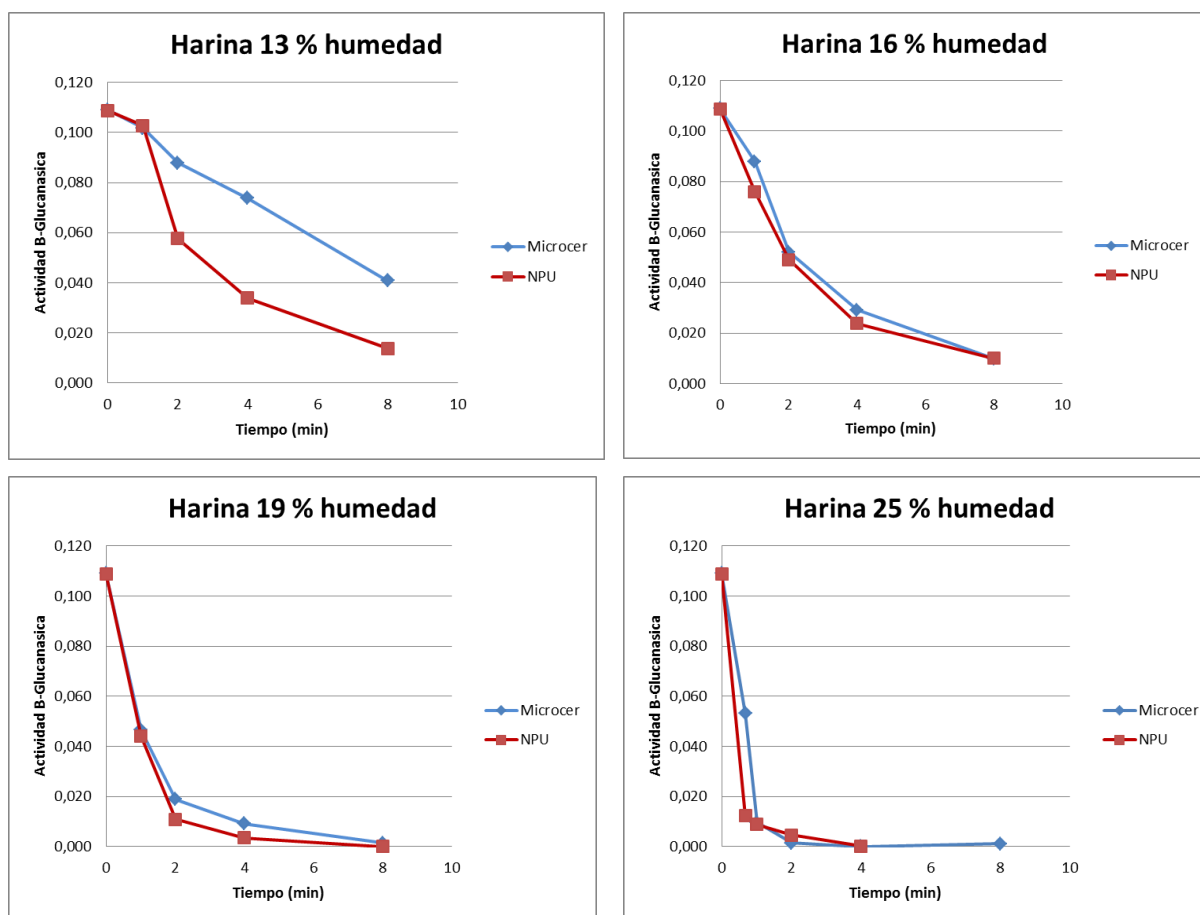 Harina 13 % humedad
0,120
0,100
0,080
0,060
0,040
0,020
0,000
0 2 4 6 8 10
Actividad B-Glucanasica
Tiempo (min)
Microcer
NPU
Harina 16 % humedad
0,120
0,100
0,080
0,060
0,040
0,020
0,000
0 2 4 6 8 10
Actividad B-Glucanasica
Tiempo (min)
Microcer
NPU
Harina 19 % humedad
0,120
0,100
0,080
0,060
0,040
0,020
0,000
0 2 4 6 8 10
Actividad B-Glucanasica
Tiempo (min)
Microcer
NPU
Harina 25 % humedad
0,120
0,100
0,080
0,060
0,040
0,020
0,000
0 2 4 6 8 10
Actividad B-Glucanasica
Tiempo (min)
Microcer
NPU